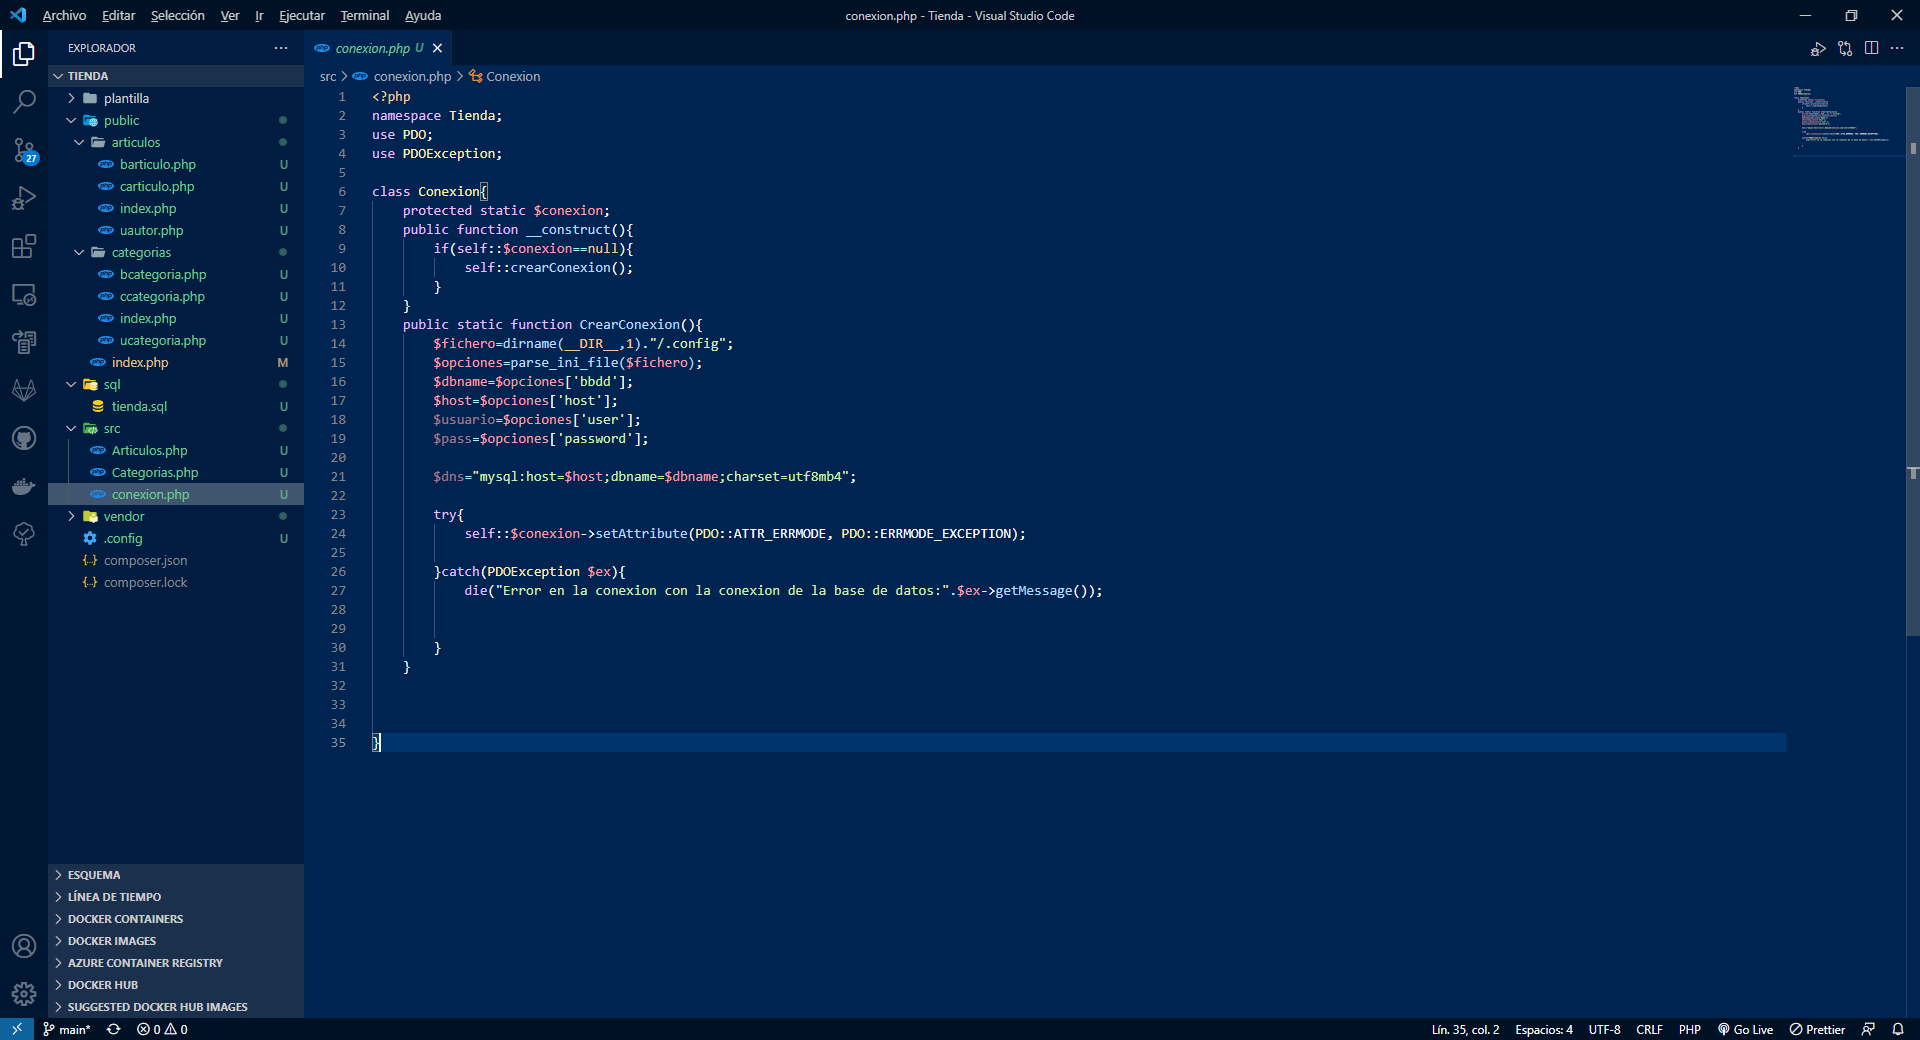 Archivo Editar Selección Ver Ir Ejecutar Terminal Ayuda
conexion.php - Tienda - Visual Studio Code
EXPLORADOR
TIENDA
plantilla
public
articulos
barticulo.php U
carticulo.php U
index.php U
uautor.php U
categorias
bcategoria.php U
ccategoria.php U
index.php U
ucategoria.php U
index.php M
sql
tienda.sql U
src
Articulos.php U
Categorias.php U
conexion.php U
vendor
.config U
composer.json
composer.lock
ESQUEMA
LÍNEA DE TIEMPO
DOCKER CONTAINERS
DOCKER IMAGES
AZURE CONTAINER REGISTRY
DOCKER HUB
SUGGESTED DOCKER HUB IMAGES
27
conexion.php U
src > conexion.php > Conexion
1 <?php
2 namespace Tienda;
3 use PDO;
4 use PDOException;
5
6 class Conexion{
7 protected static $conexion;
8 public function __construct(){
9 if(self::$conexion==null){
10 self::crearConexion();
11 }
12 }
13 public static function CrearConexion(){
14 $fichero=dirname(__DIR__,1)."/.config";
15 $opciones=parse_ini_file($fichero);
16 $dbname=$opciones['bbdd'];
17 $host=$opciones['host'];
18 $usuario=$opciones['user'];
19 $pass=$opciones['password'];
20
21 $dns="mysql:host=$host;dbname=$dbname;charset=utf8mb4";
22
23 try{
24 self::$conexion->setAttribute(PDO::ATTR_ERRMODE, PDO::ERRMODE_EXCEPTION);
25
26 }catch(PDOException $ex){
27 die("Error en la conexion con la conexion de la base de datos:".$ex->getMessage());
28
29
30 }
31 }
32
33
34
35 }
main* 0 0
Lín. 35, col. 2 Espacios: 4 UTF-8 CRLF PHP Go Live Prettier